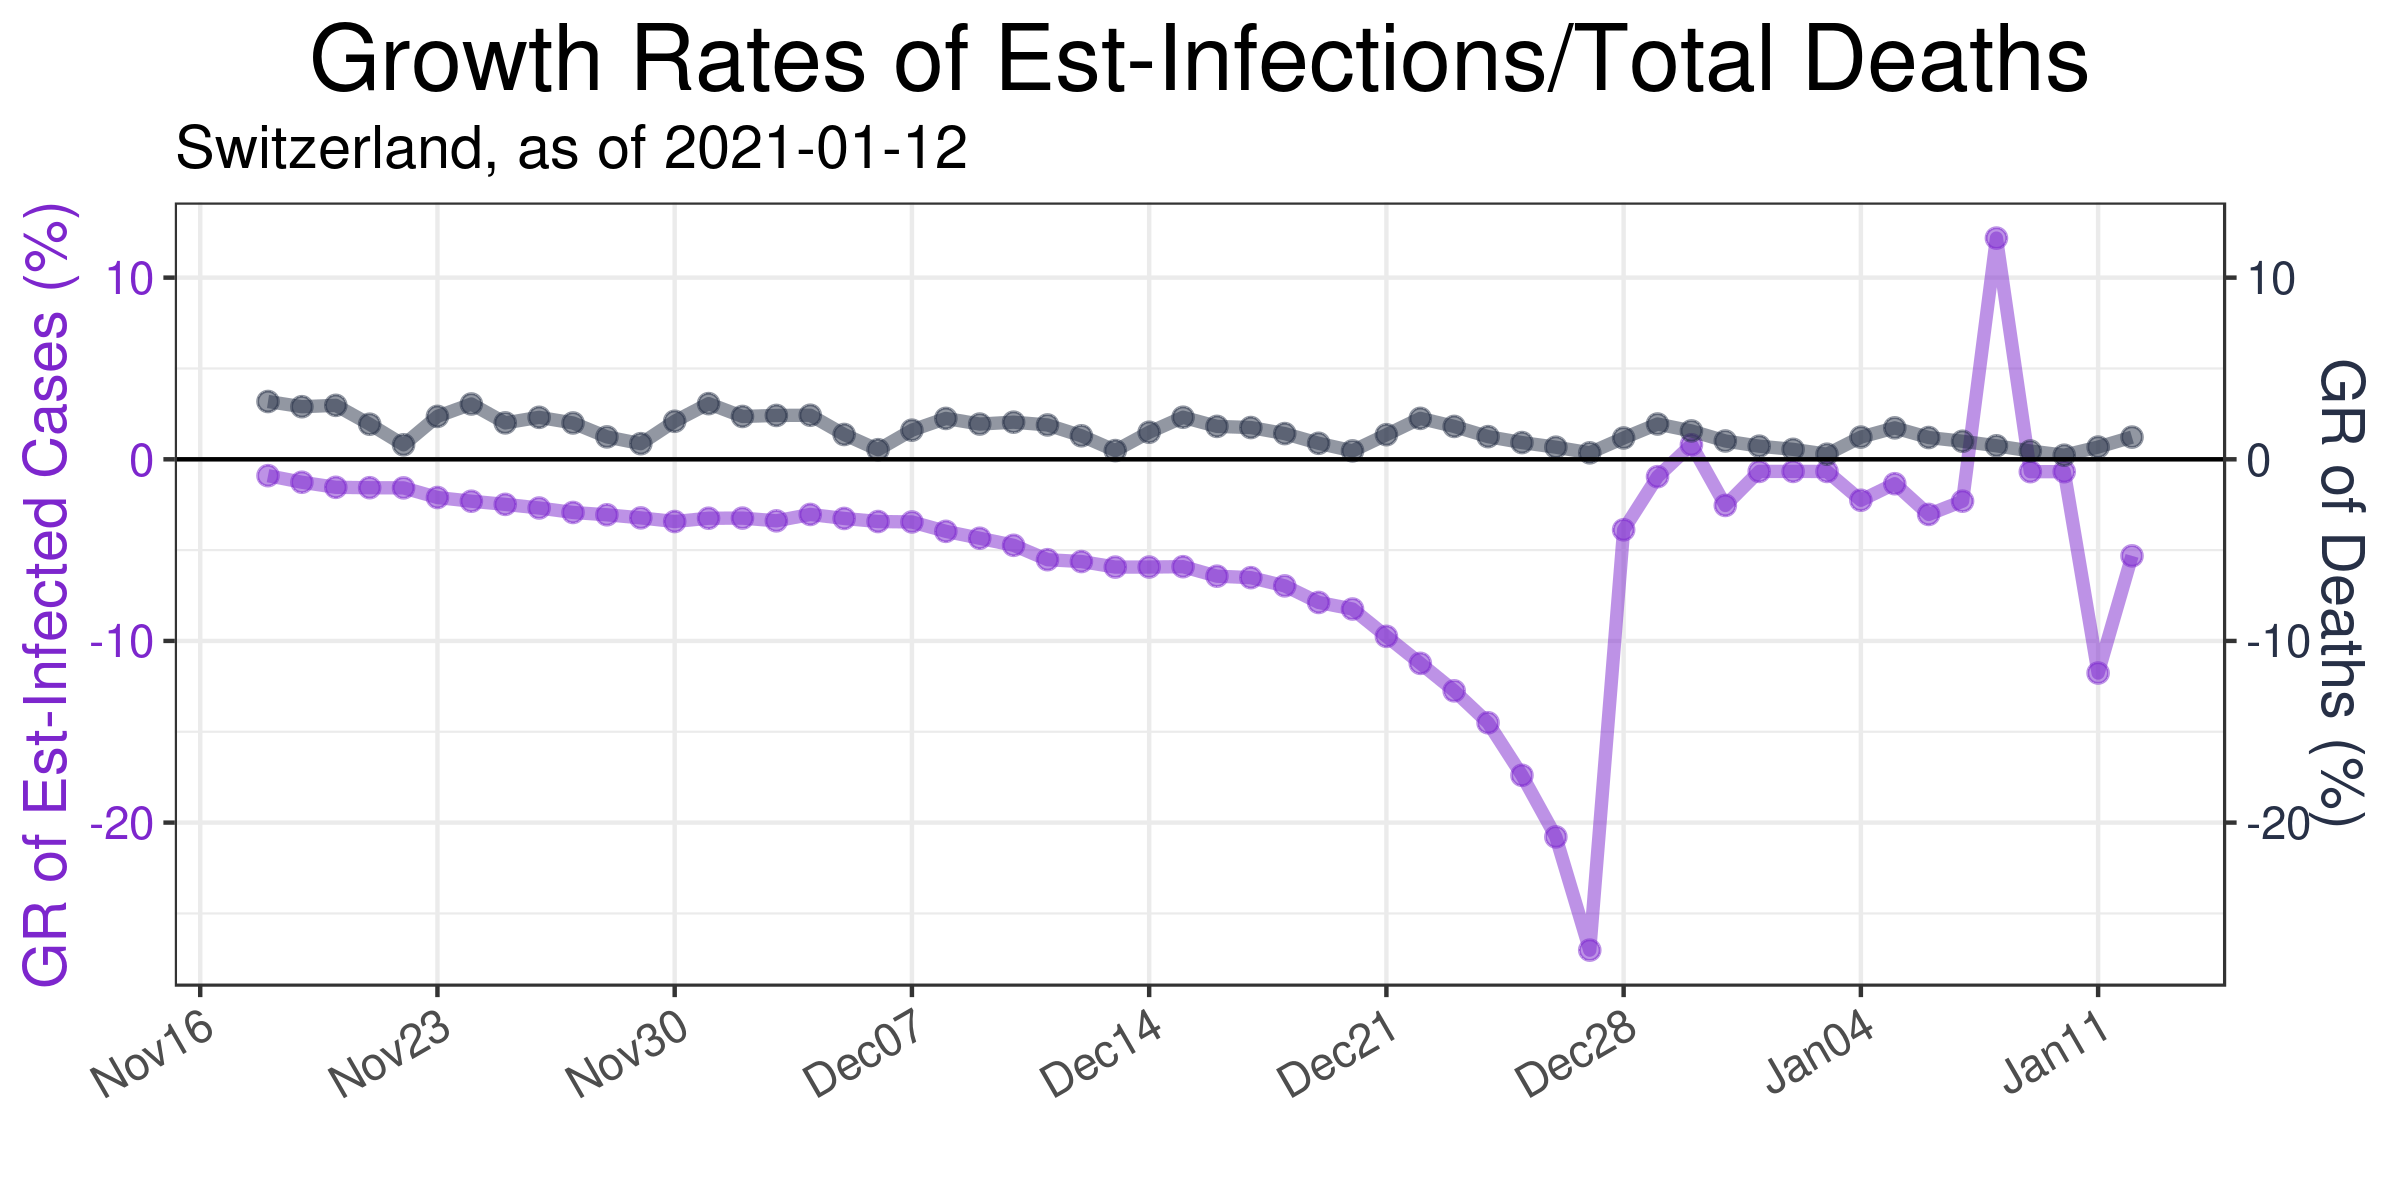 Growth Rates of Est-Infections/Total Deaths
Switzerland, as of 2021-01-12
GR of Est-Infected Cases (%)
10
0
-10
-20
10
0
-10
-20
GR of Deaths (%)
Nov16
Nov23
Nov30
Dec07
Dec14
Dec21
Dec28
Jan04
Jan11